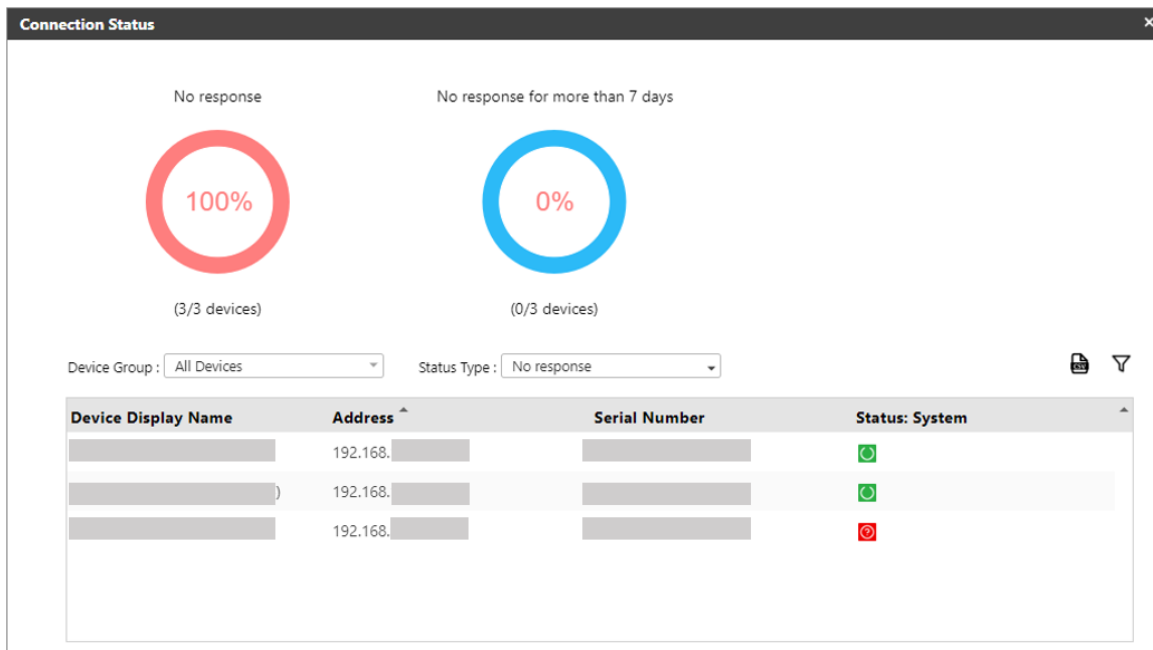 Connection Status
No response
No response for more than 7 days
100%
0%
(3/3 devices)
(0/3 devices)
Device Group : All Devices
Status Type : No response
CSV
Device Display Name Address Serial Number Status: System
192.168.
) 192.168.
192.168.